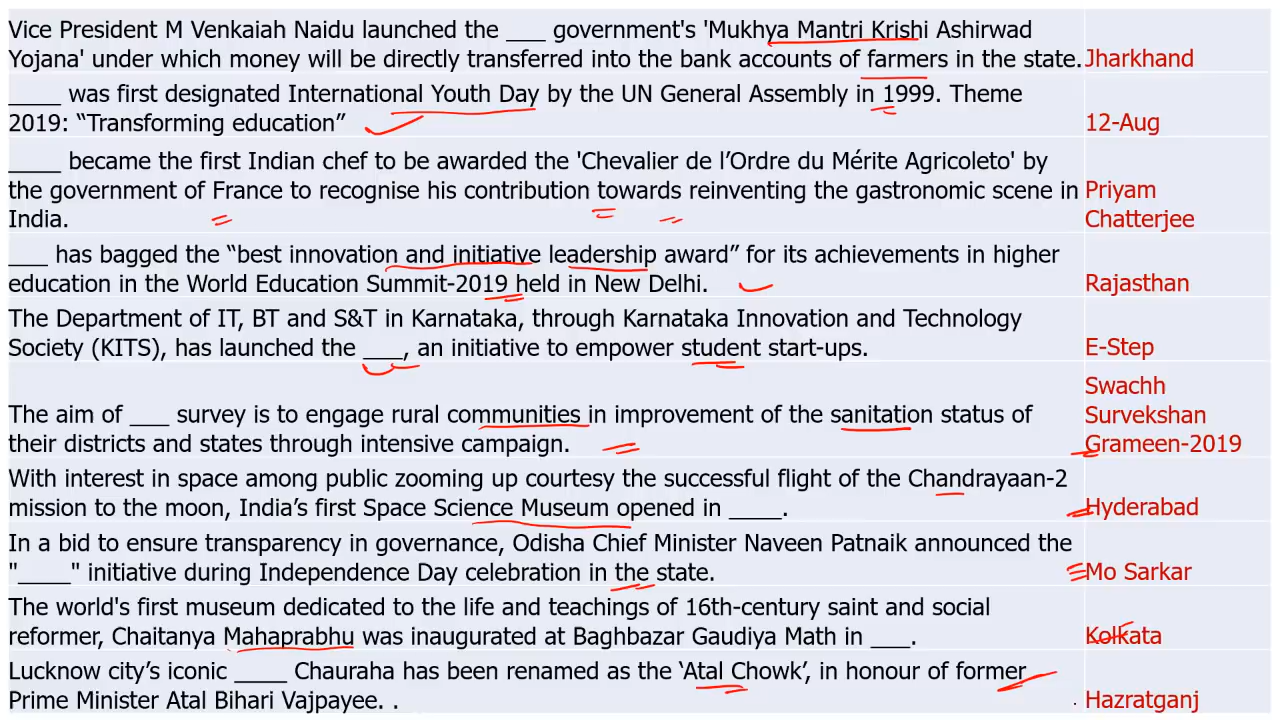 Vice President M Venkaiah Naidu launched the ___ government's 'Mukhya Mantri Krishi Ashirwad
Yojana' under which money will be directly transferred into the bank accounts of farmers in the state.
Jharkhand
____ was first designated International Youth Day by the UN General Assembly in 1999. Theme
2019: “Transforming education”
12-Aug
____ became the first Indian chef to be awarded the 'Chevalier de l’Ordre du Mérite Agricoleto' by
the government of France to recognise his contribution towards reinventing the gastronomic scene in
India.
Priyam
Chatterjee
___ has bagged the “best innovation and initiative leadership award” for its achievements in higher
education in the World Education Summit-2019 held in New Delhi.
Rajasthan
The Department of IT, BT and S&T in Karnataka, through Karnataka Innovation and Technology
Society (KITS), has launched the ___, an initiative to empower student start-ups.
E-Step
The aim of ___ survey is to engage rural communities in improvement of the sanitation status of
their districts and states through intensive campaign.
Swachh
Survekshan
Grameen-2019
With interest in space among public zooming up courtesy the successful flight of the Chandrayaan-2
mission to the moon, India’s first Space Science Museum opened in ____.
Hyderabad
In a bid to ensure transparency in governance, Odisha Chief Minister Naveen Patnaik announced the
"____" initiative during Independence Day celebration in the state.
Mo Sarkar
The world's first museum dedicated to the life and teachings of 16th-century saint and social
reformer, Chaitanya Mahaprabhu was inaugurated at Baghbazar Gaudiya Math in ___.
Kolkata
Lucknow city’s iconic ____ Chauraha has been renamed as the ‘Atal Chowk’, in honour of former
Prime Minister Atal Bihari Vajpayee. .
Hazratganj